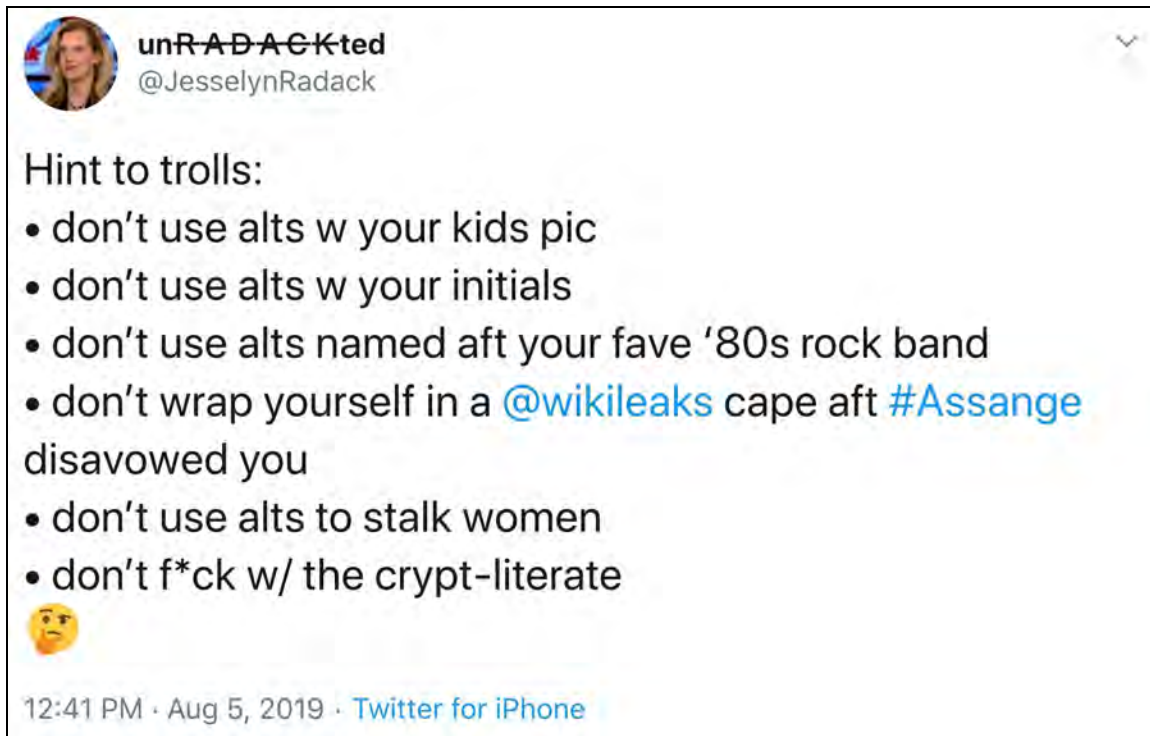 unRADACKted
@JesselynRadack
Hint to trolls:
• don’t use alts w your kids pic
• don’t use alts w your initials
• don’t use alts named aft your fave ‘80s rock band
• don’t wrap yourself in a @wikileaks cape aft #Assange
disavowed you
• don’t use alts to stalk women
• don’t f*ck w/ the crypt-literate
🤔
12:41 PM · Aug 5, 2019 · Twitter for iPhone